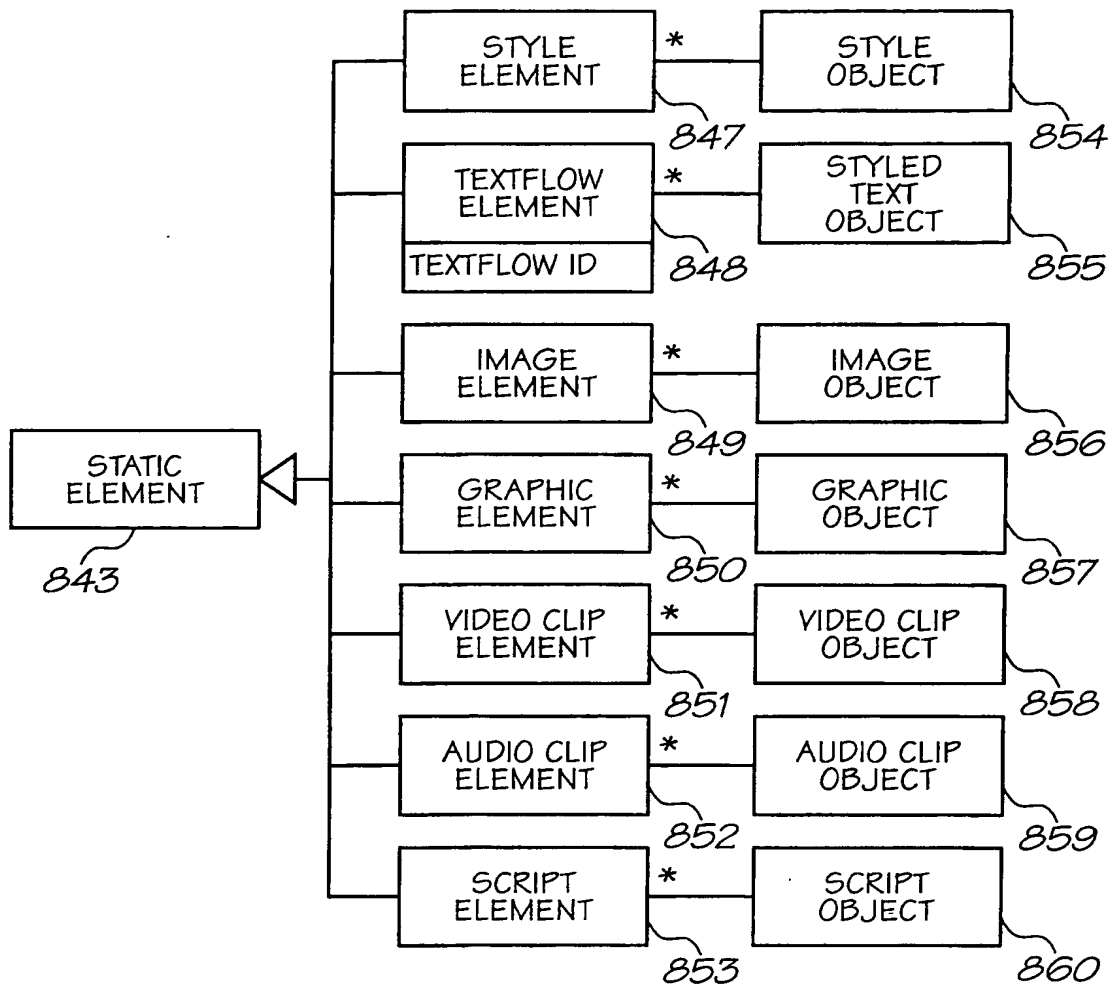 STYLE
ELEMENT
*
847
STYLE
OBJECT
854
TEXTFLOW
ELEMENT
*
848
TEXTFLOW ID
STYLED
TEXT
OBJECT
855
IMAGE
ELEMENT
*
849
IMAGE
OBJECT
856
STATIC
ELEMENT
843
GRAPHIC
ELEMENT
*
850
GRAPHIC
OBJECT
857
VIDEO CLIP
ELEMENT
*
851
VIDEO CLIP
OBJECT
858
AUDIO CLIP
ELEMENT
*
852
AUDIO CLIP
OBJECT
859
SCRIPT
ELEMENT
*
853
SCRIPT
OBJECT
860